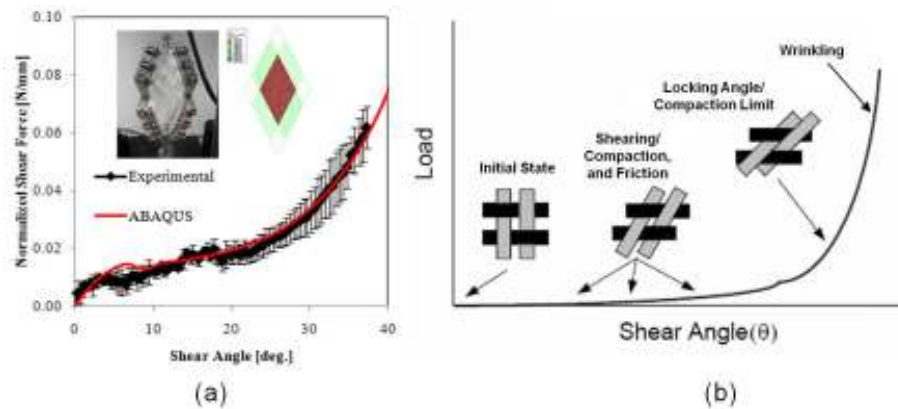 0.10
0.08
0.06
0.04
0.02
0.00
Normalized Shear Force [N/mm]
Experimental
ABAQUS
0 10 20 30 40
Shear Angle [deg.]
(a)
Load
Initial State
Shearing/
Compaction,
and Friction
Locking Angle/
Compaction Limit
Wrinkling
Shear Angle(θ)
(b)